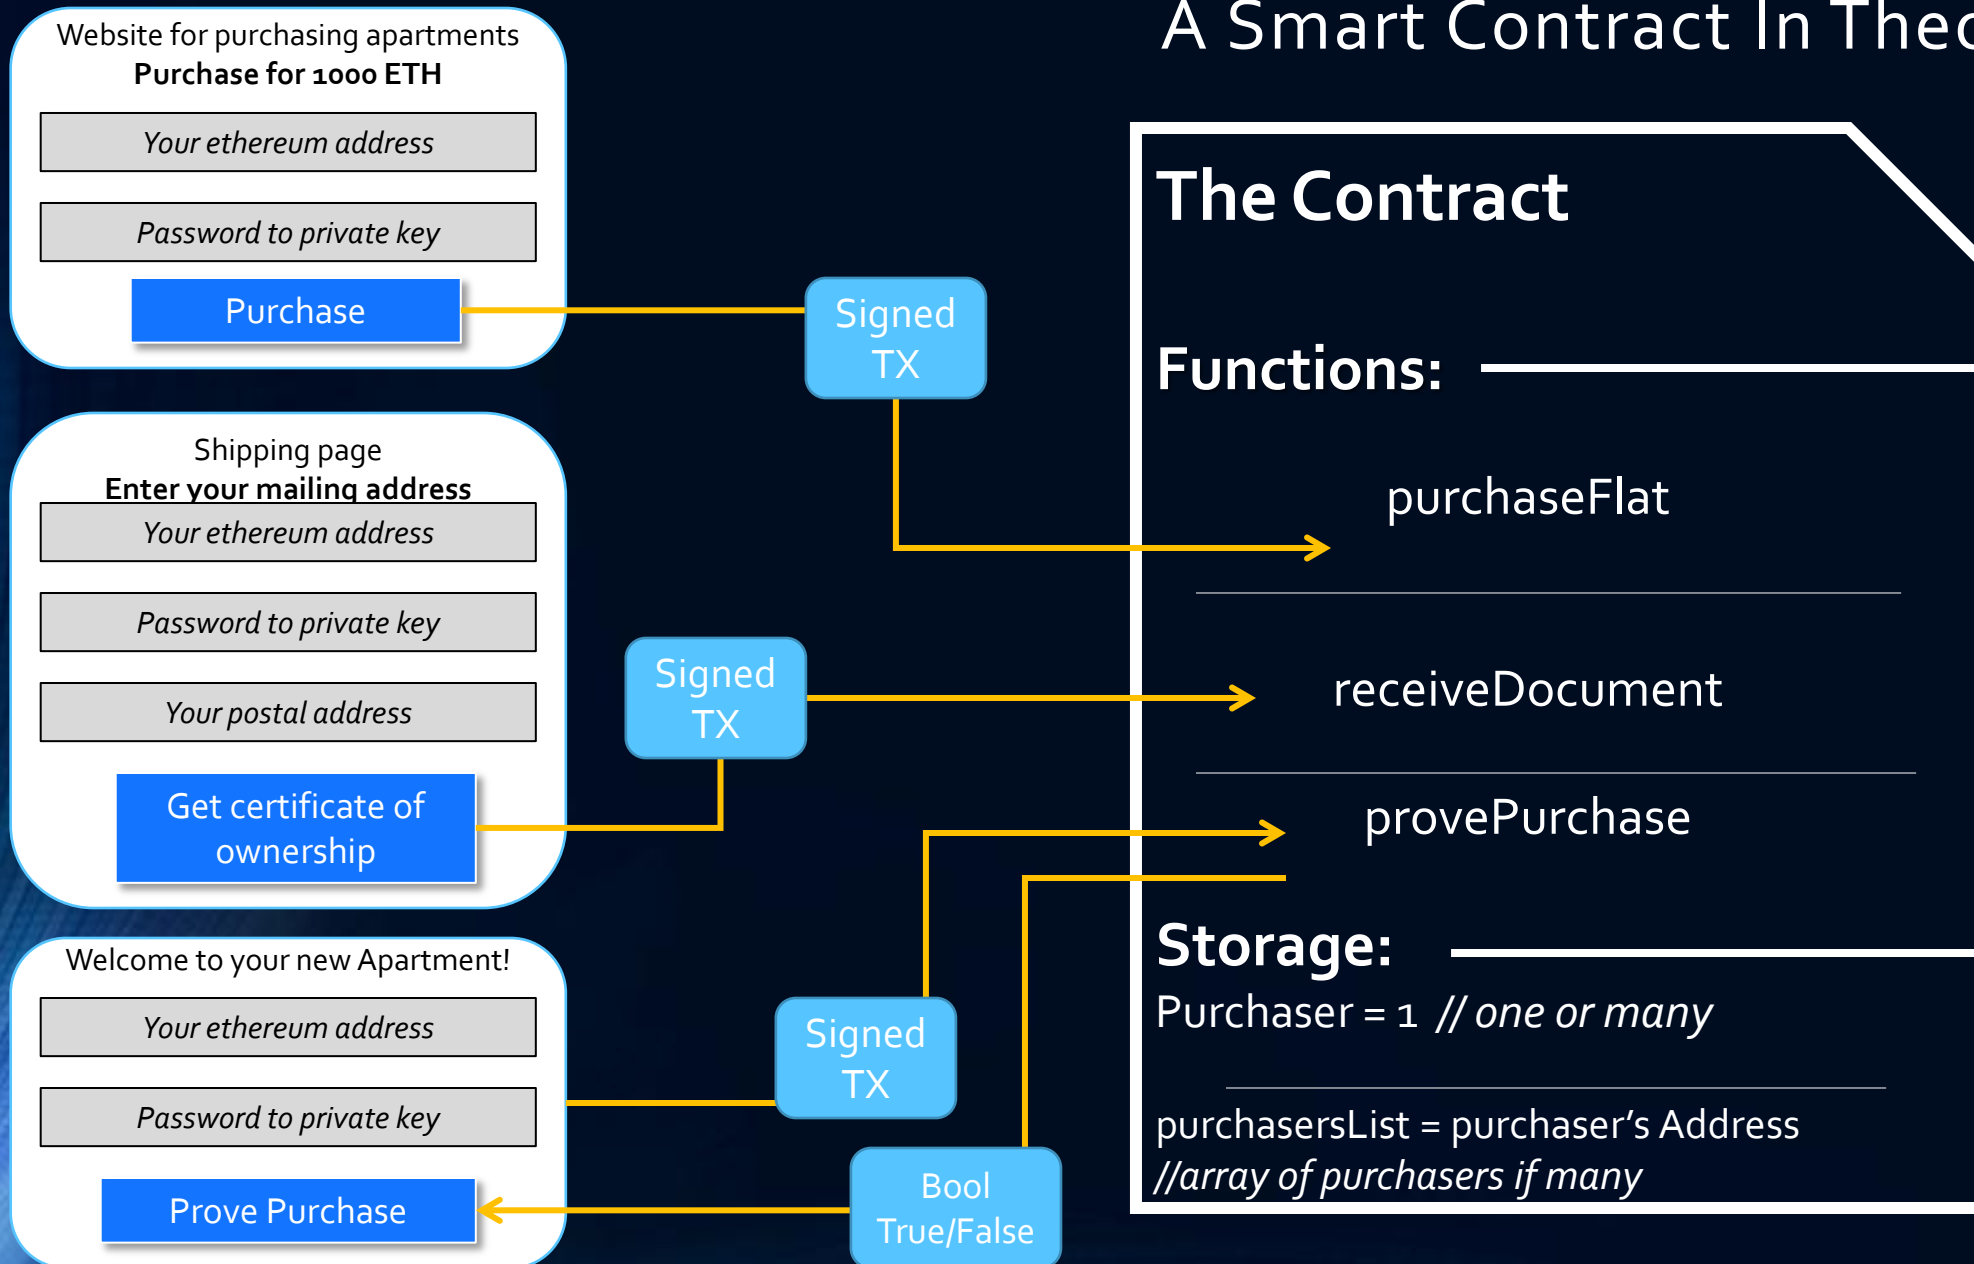 A Smart Contract In Theo
Website for purchasing apartments
Purchase for 1000 ETH
Your ethereum address
Password to private key
Purchase
Signed
TX
Shipping page
Enter your mailing address
Your ethereum address
Password to private key
Your postal address
Get certificate of
ownership
Signed
TX
Welcome to your new Apartment!
Your ethereum address
Password to private key
Prove Purchase
Signed
TX
Bool
True/False
The Contract
Functions:
purchaseFlat
receiveDocument
provePurchase
Storage:
Purchaser = 1 // one or many
purchasersList = purchaser’s Address
//array of purchasers if many